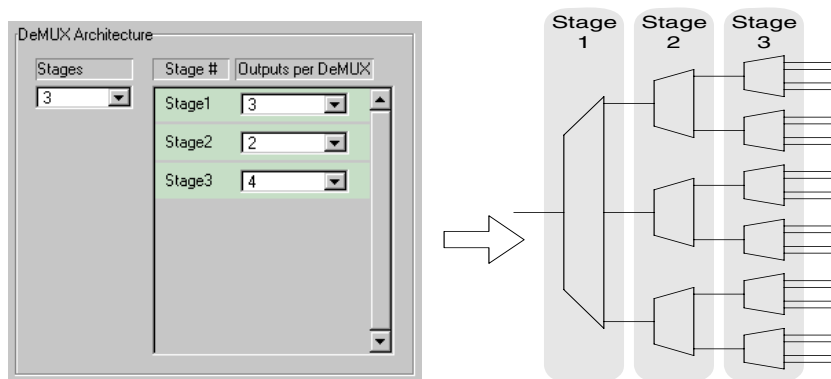 DeMUX Architecture
Stages
Stage #
Outputs per DeMUX
3
Stage1
3
Stage2
2
Stage3
4
Stage
1
Stage
2
Stage
3